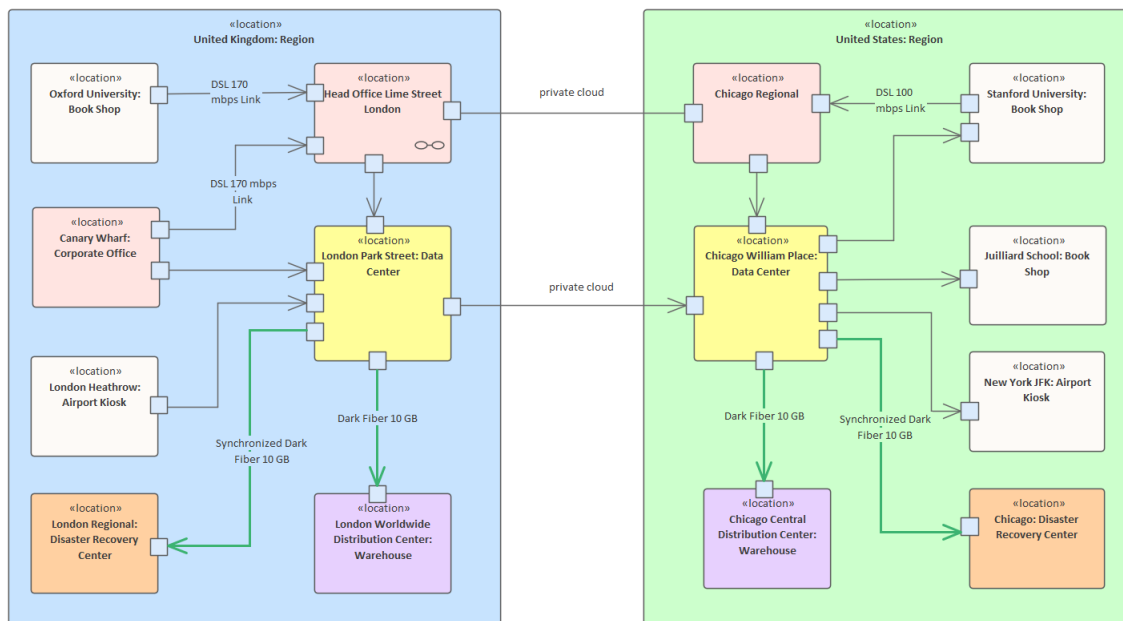 «location»
United Kingdom: Region
«location»
Oxford University:
Book Shop
DSL 170
mbps Link
«location»
Head Office Lime Street
London
DSL 170 mbps
Link
«location»
Canary Wharf:
Corporate Office
«location»
London Park Street: Data
Center
«location»
London Heathrow:
Airport Kiosk
Synchronized Dark
Fiber 10 GB
Dark Fiber 10 GB
«location»
London Regional:
Disaster Recovery
Center
«location»
London Worldwide
Distribution Center:
Warehouse
private cloud
private cloud
«location»
United States: Region
«location»
Chicago Regional
DSL 100
mbps Link
«location»
Stanford University:
Book Shop
«location»
Chicago William Place:
Data Center
«location»
Juilliard School: Book
Shop
«location»
New York JFK: Airport
Kiosk
Dark Fiber 10 GB
Synchronized Dark
Fiber 10 GB
«location»
Chicago Central
Distribution Center:
Warehouse
«location»
Chicago: Disaster
Recovery Center